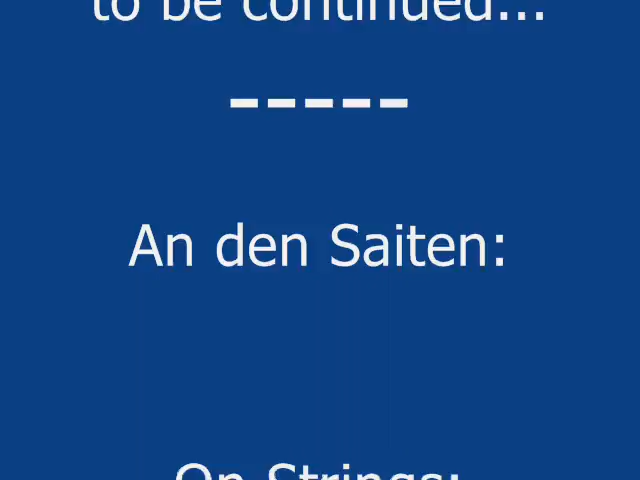 to be continued...
-----
An den Saiten:
On Strings: